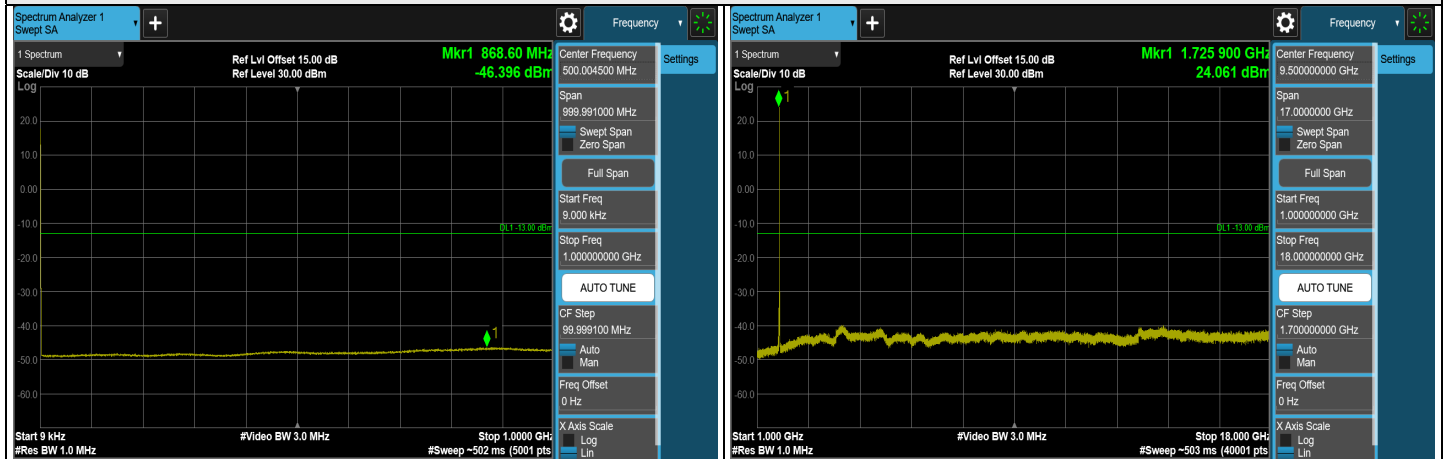 Spectrum Analyzer 1
Swept SA
+
Frequency
1 Spectrum
Scale/Div 10 dB
Log
Ref Lvl Offset 15.00 dB
Ref Level 30.00 dBm
Mkr1 868.60 MHz
-46.396 dBm
20.0
10.0
0.00
-10.0
-20.0
-30.0
-40.0
-50.0
-60.0
DL1 -13.00 dBm
1
Start 9 kHz
#Res BW 1.0 MHz
#Video BW 3.0 MHz
Stop 1.0000 GHz
#Sweep ~502 ms (5001 pts
Center Frequency
500.004500 MHz
Settings
Span
999.991000 MHz
Swept Span
Zero Span
Full Span
Start Freq
9.000 kHz
Stop Freq
1.000000000 GHz
AUTO TUNE
CF Step
99.999100 MHz
Auto
Man
Freq Offset
0 Hz
X Axis Scale
Log
Lin
Spectrum Analyzer 1
Swept SA
+
Frequency
1 Spectrum
Scale/Div 10 dB
Log
Ref Lvl Offset 15.00 dB
Ref Level 30.00 dBm
Mkr1 1.725 900 GHz
24.061 dBm
1
20.0
10.0
0.00
-10.0
-20.0
-30.0
-40.0
-50.0
-60.0
DL1 -13.00 dBm
Start 1.000 GHz
#Res BW 1.0 MHz
#Video BW 3.0 MHz
Stop 18.000 GHz
#Sweep ~503 ms (40001 pts
Center Frequency
9.500000000 GHz
Settings
Span
17.0000000 GHz
Swept Span
Zero Span
Full Span
Start Freq
1.000000000 GHz
Stop Freq
18.000000000 GHz
AUTO TUNE
CF Step
1.700000000 GHz
Auto
Man
Freq Offset
0 Hz
X Axis Scale
Log
Lin